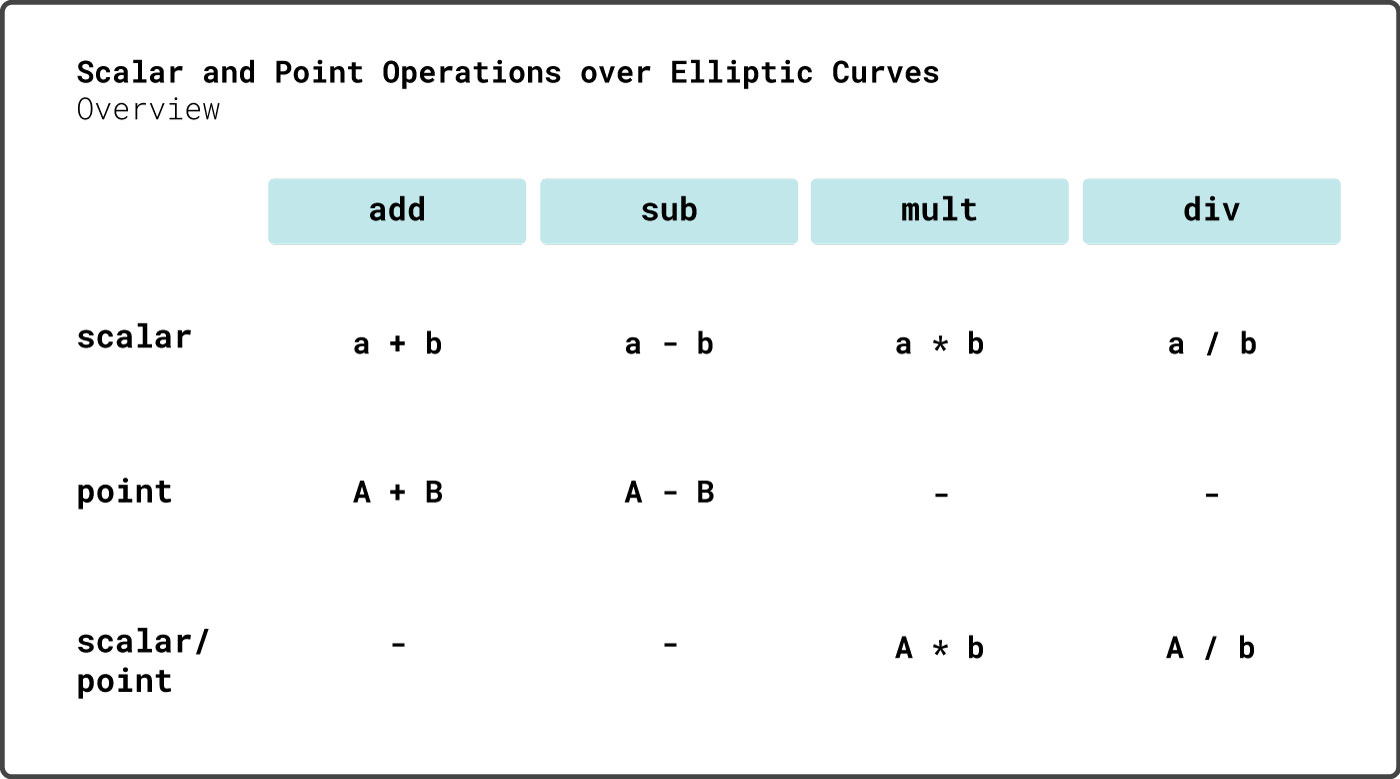 Scalar and Point Operations over Elliptic Curves
Overview
add sub mult div
scalar a + b a - b a * b a / b
point A + B A - B - -
scalar/
point - - A * b A / b